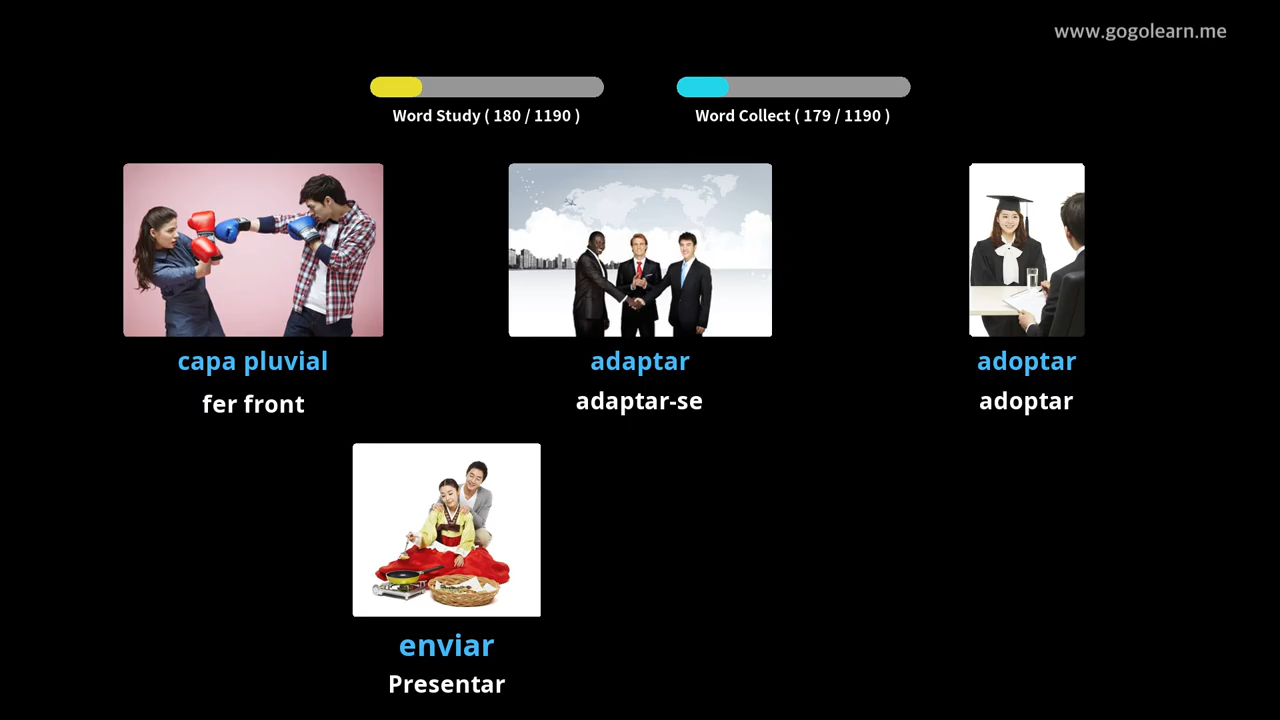 www.gogolearn.me
Word Study ( 180 / 1190 )
Word Collect ( 179 / 1190 )
capa pluvial
fer front
adaptar
adaptar-se
adoptar
adoptar
enviar
Presentar